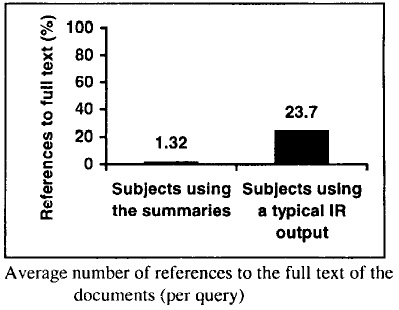 References to full text (%)
100
80
60
40
20
0
1.32
23.7
Subjects using
the summaries
Subjects using
a typical IR
output
Average number of references to the full text of the
documents (per query)